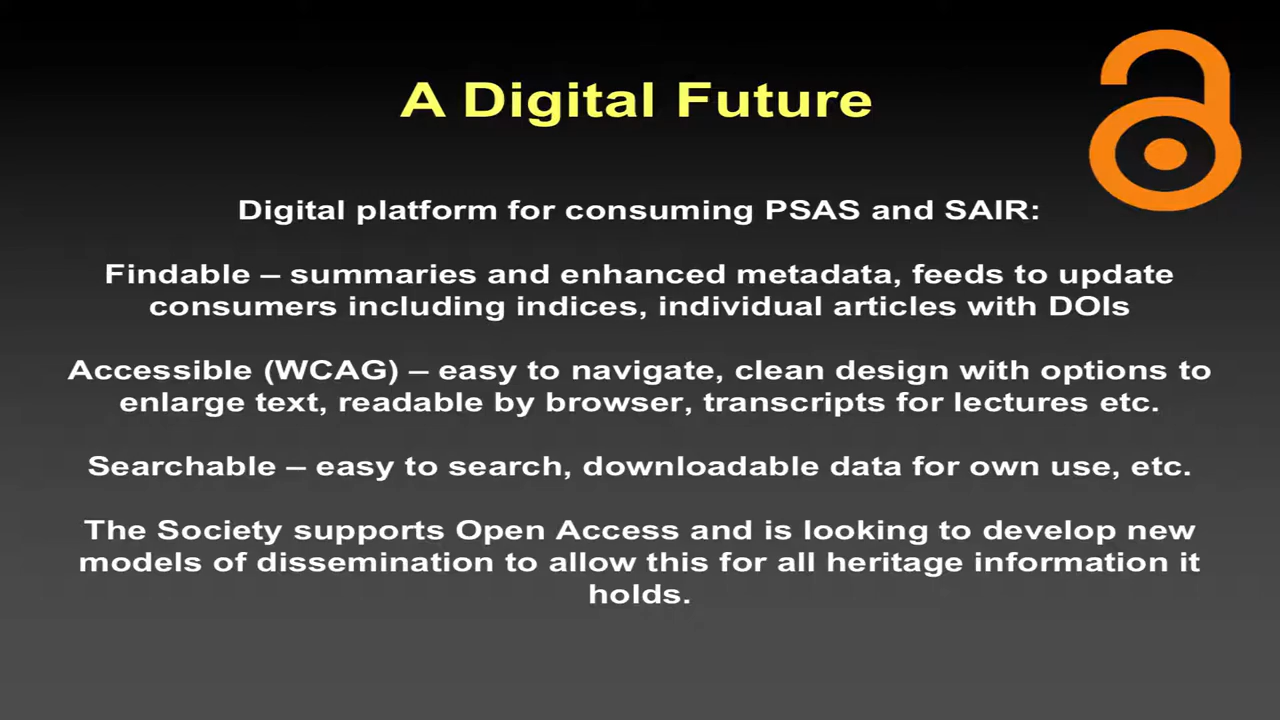 A Digital Future
Digital platform for consuming PSAS and SAIR:
Findable – summaries and enhanced metadata, feeds to update
consumers including indices, individual articles with DOIs
Accessible (WCAG) – easy to navigate, clean design with options to
enlarge text, readable by browser, transcripts for lectures etc.
Searchable – easy to search, downloadable data for own use, etc.
The Society supports Open Access and is looking to develop new
models of dissemination to allow this for all heritage information it
holds.